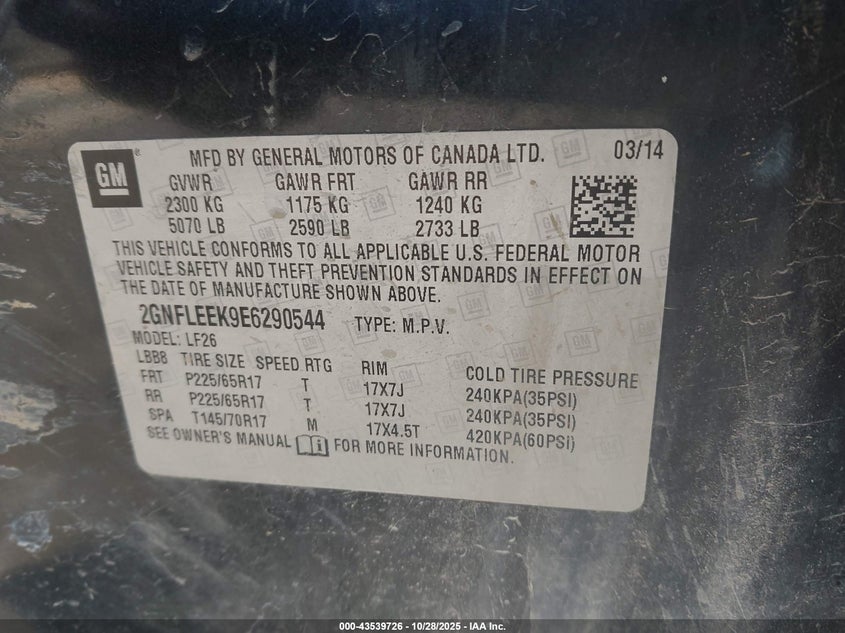 GM
MFD BY GENERAL MOTORS OF CANADA LTD. 03/14
GVWR GAWR FRT GAWR RR
2300 KG 1175 KG 1240 KG
5070 LB 2590 LB 2733 LB
THIS VEHICLE CONFORMS TO ALL APPLICABLE U.S. FEDERAL MOTOR
VEHICLE SAFETY AND THEFT PREVENTION STANDARDS IN EFFECT ON
THE DATE OF MANUFACTURE SHOWN ABOVE.
2GNFLEEK9E6290544 TYPE: M.P.V.
MODEL: LF26
LBB8 TIRE SIZE SPEED RTG RIM COLD TIRE PRESSURE
FRT P225/65R17 T 17X7J 240KPA(35PSI)
RR P225/65R17 T 17X7J 240KPA(35PSI)
SPA T145/70R17 M 17X4.5T 420KPA(60PSI)
SEE OWNER'S MANUAL FOR MORE INFORMATION.
000-43539726 - 10/28/2025 - IAA Inc.